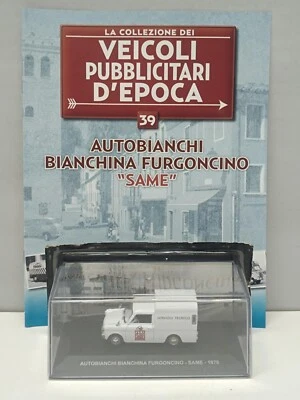 LA COLLEZIONE DEI
VEICOLI
PUBBLICITARI
D'EPOCA
39
AUTOBIANCHI
BIANCHINA FURGONCINO
"SAME"
AUTOBIANCHI BIANCHINA FURGONCINO - SAME - 1970